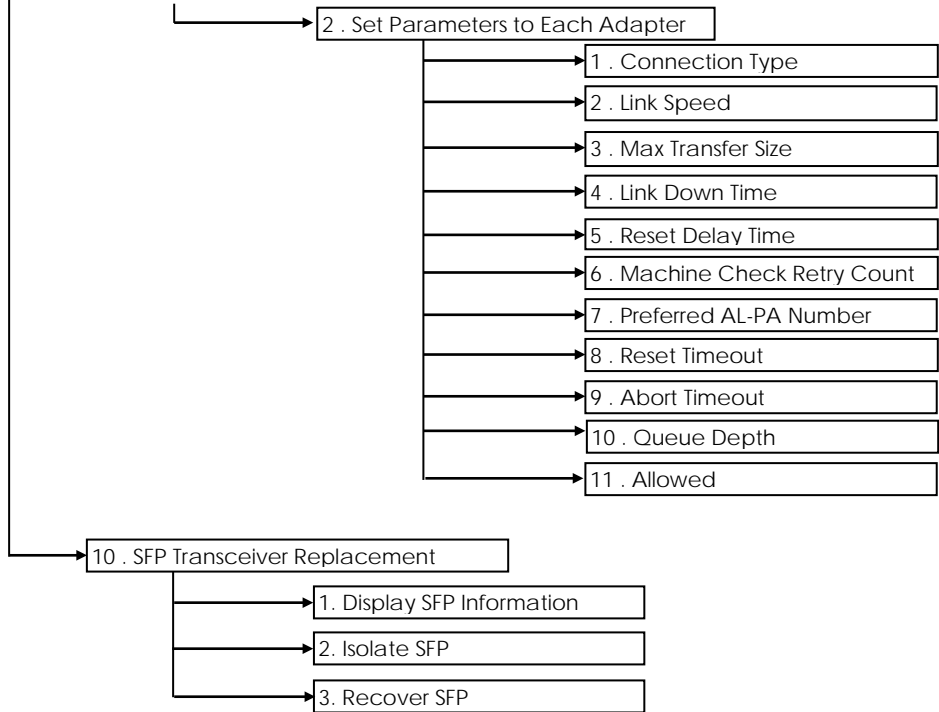 2 . Set Parameters to Each Adapter
1 . Connection Type
2 . Link Speed
3 . Max Transfer Size
4 . Link Down Time
5 . Reset Delay Time
6 . Machine Check Retry Count
7 . Preferred AL-PA Number
8 . Reset Timeout
9 . Abort Timeout
10 . Queue Depth
11 . Allowed
10 . SFP Transceiver Replacement
1. Display SFP Information
2. Isolate SFP
3. Recover SFP